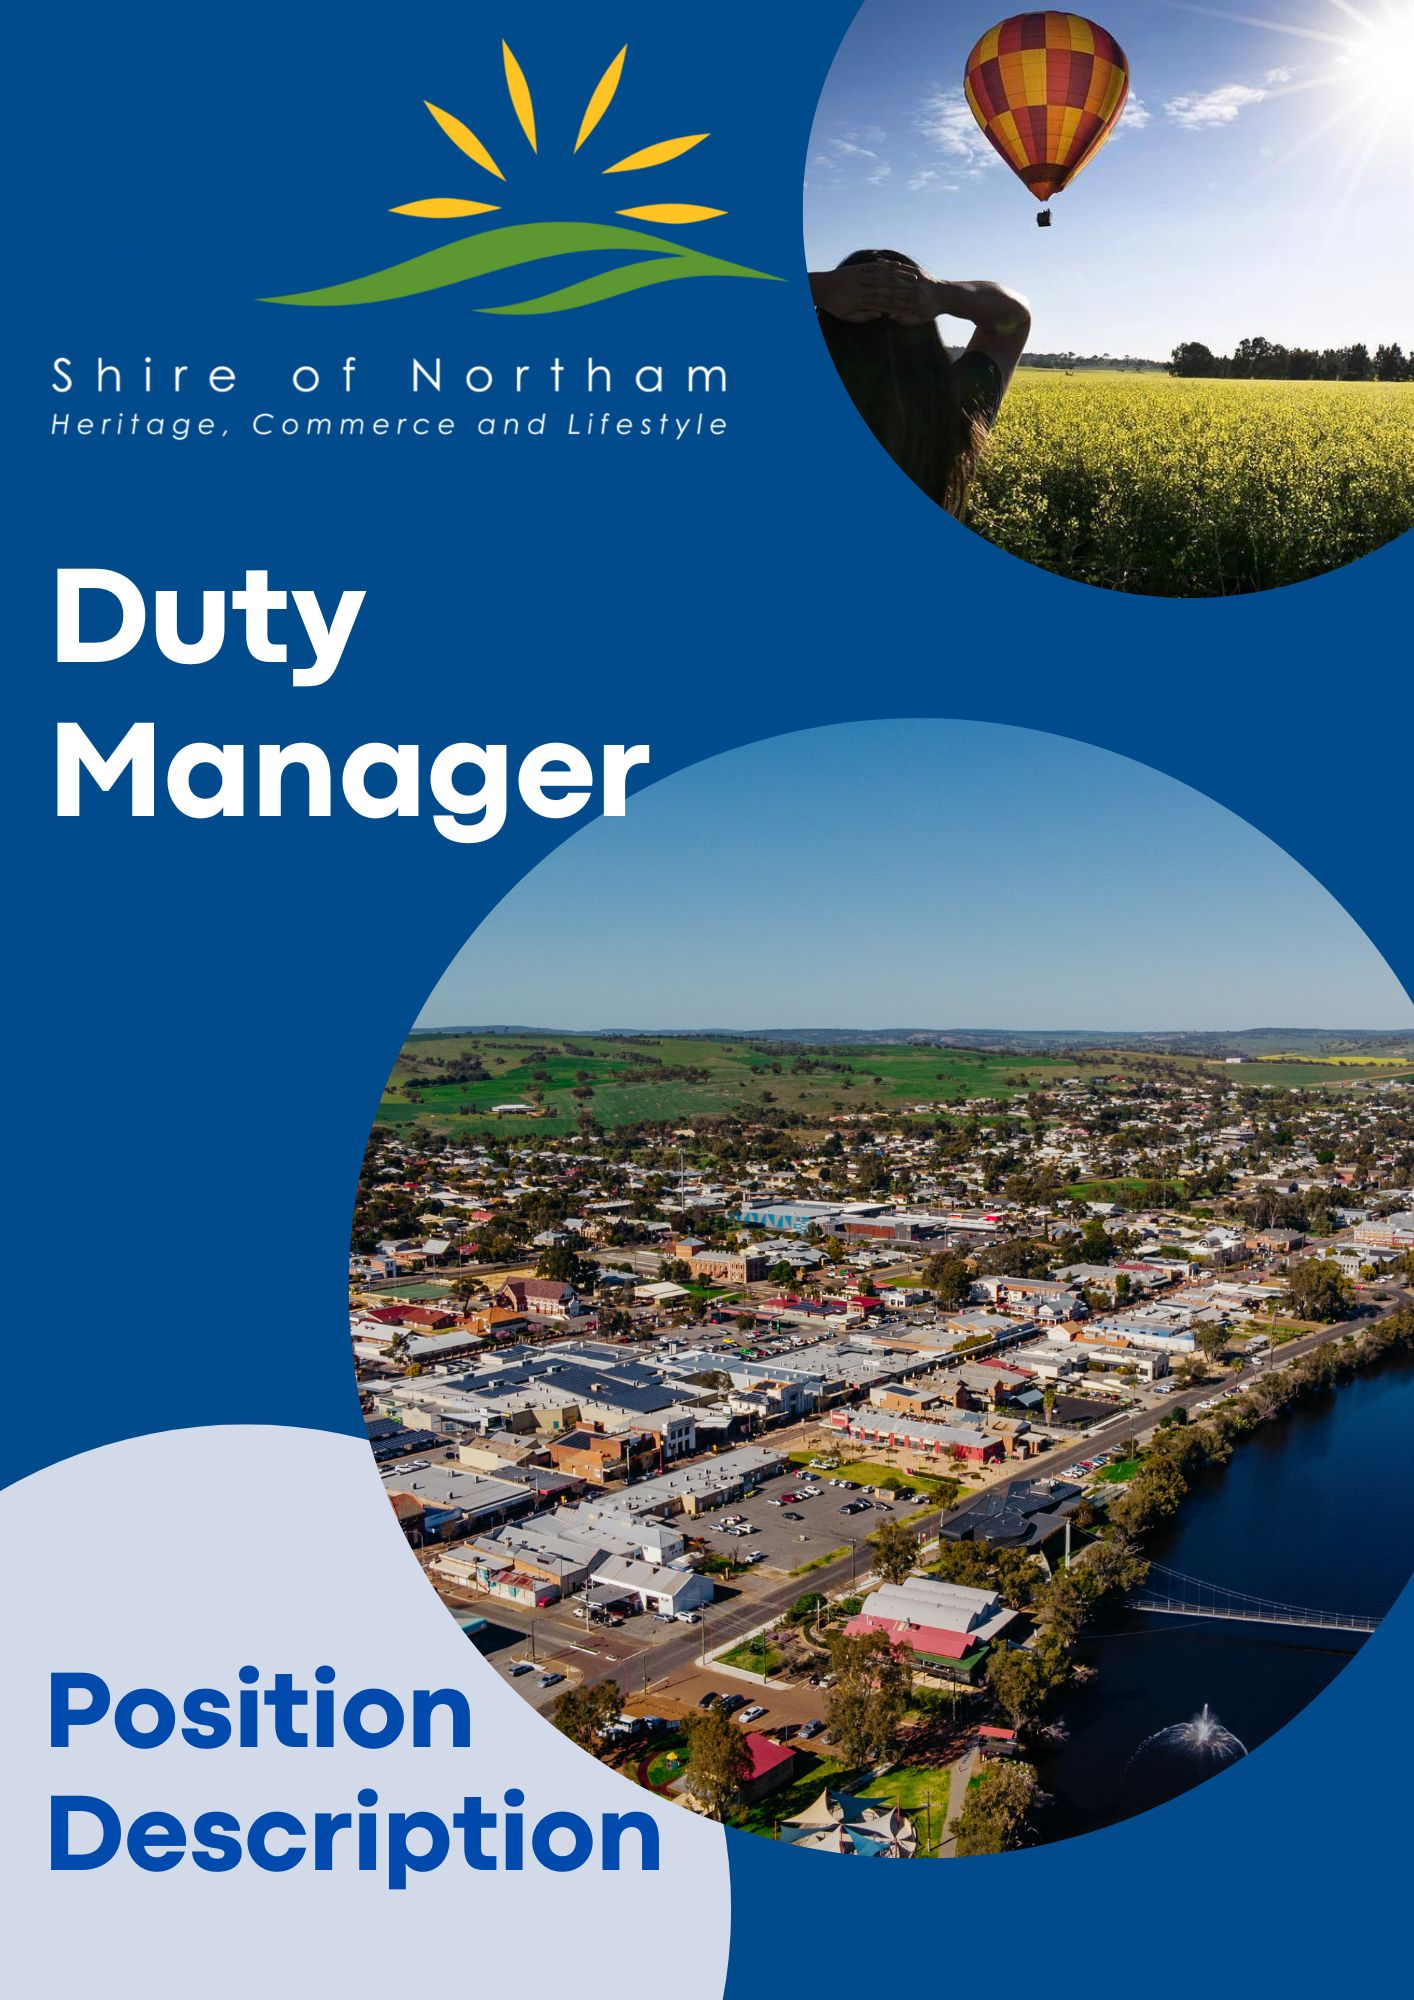 Shire of Northam
Heritage, Commerce and Lifestyle
Duty
Manager
Position
Description